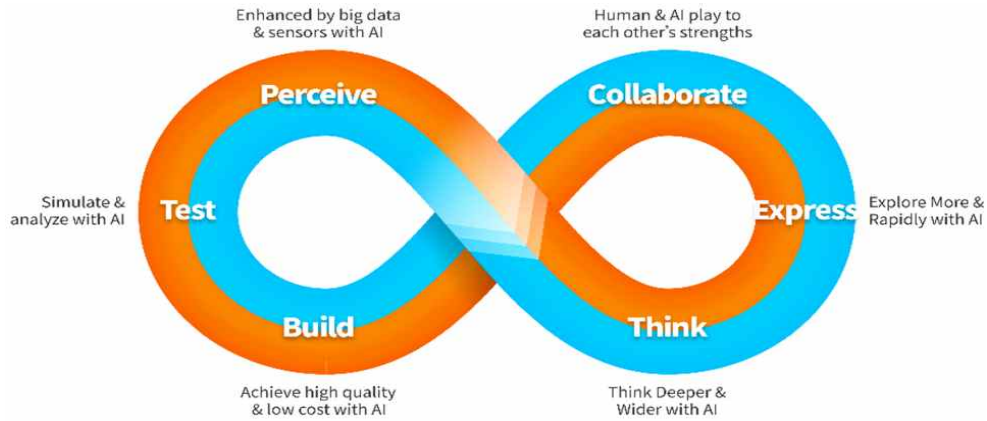 Enhanced by big data
& sensors with AI
Human & AI play to
each other's strengths
Perceive
Collaborate
Simulate &
analyze with AI
Test
Express
Explore More &
Rapidly with AI
Build
Think
Achieve high quality
& low cost with AI
Think Deeper &
Wider with AI